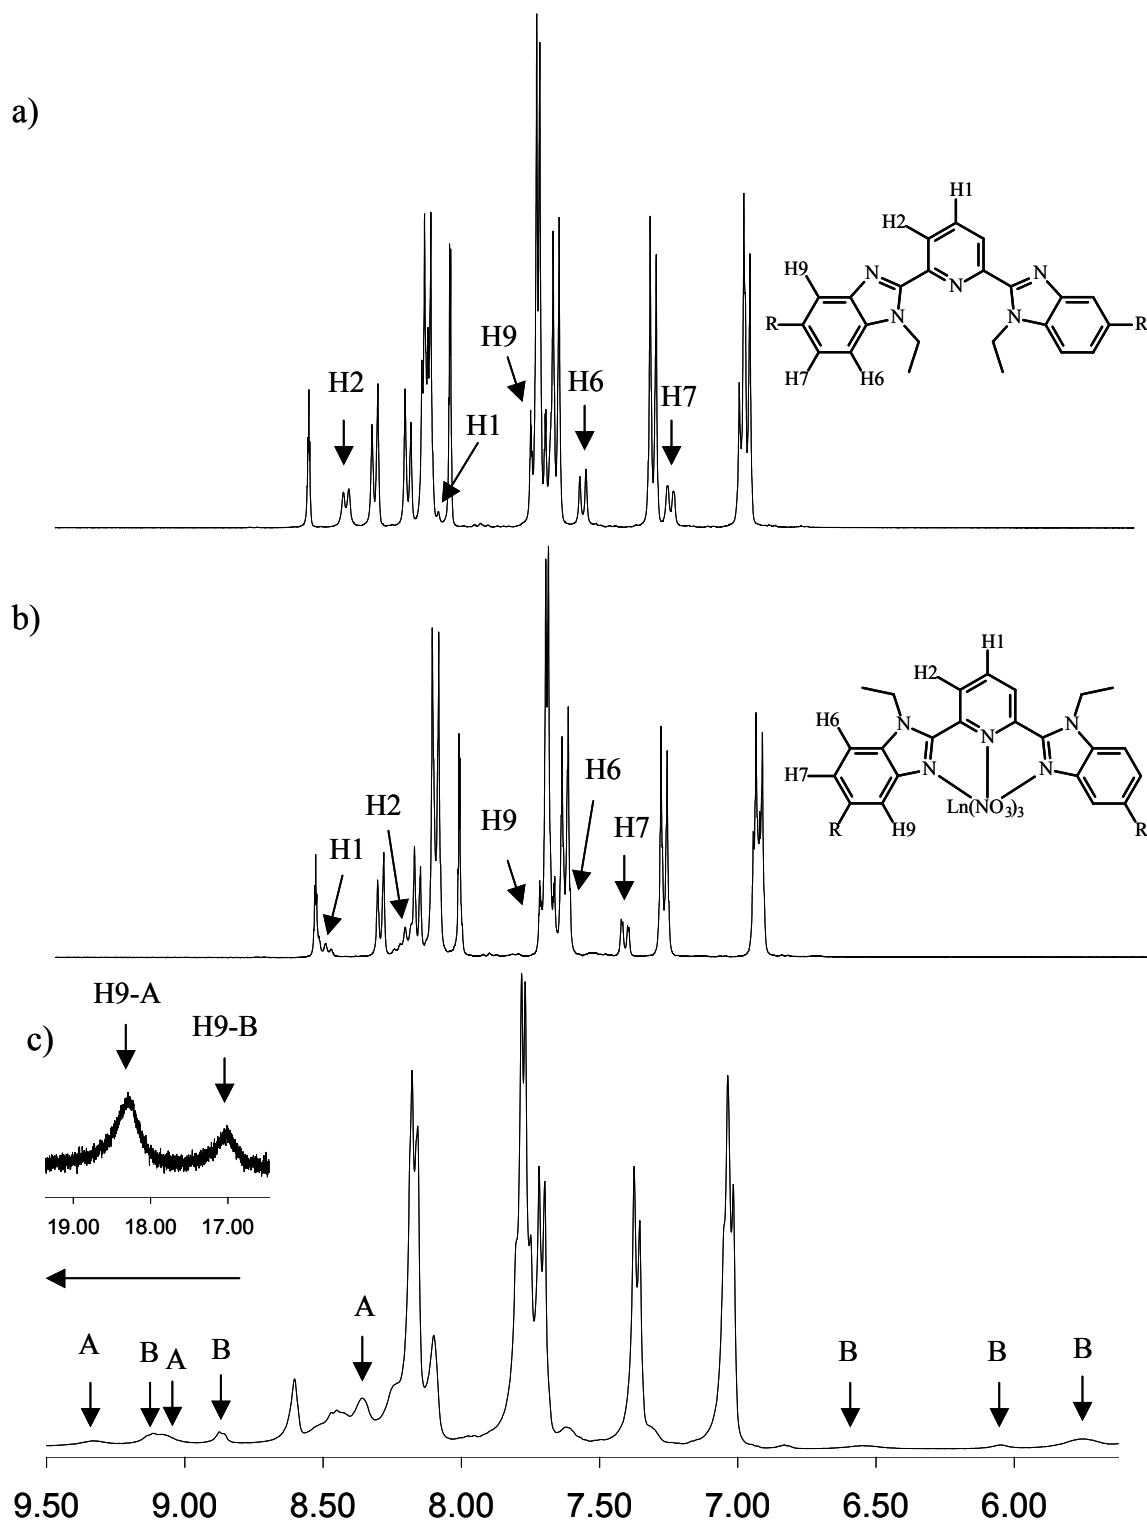 a)
H1
H2
H9
N
N
N
N
N
R
R
H7
H6
H9
H2
H6
H7
H1
b)
H1
H2
H6
N
N
N
N
N
H7
Ln(NO3)3
R
H9
R
H6
H2
H9
H7
H1
c)
H9-A
H9-B
19.00 18.00 17.00
A
A
B
A
B
B
B
B
9.50 9.00 8.50 8.00 7.50 7.00 6.50 6.00